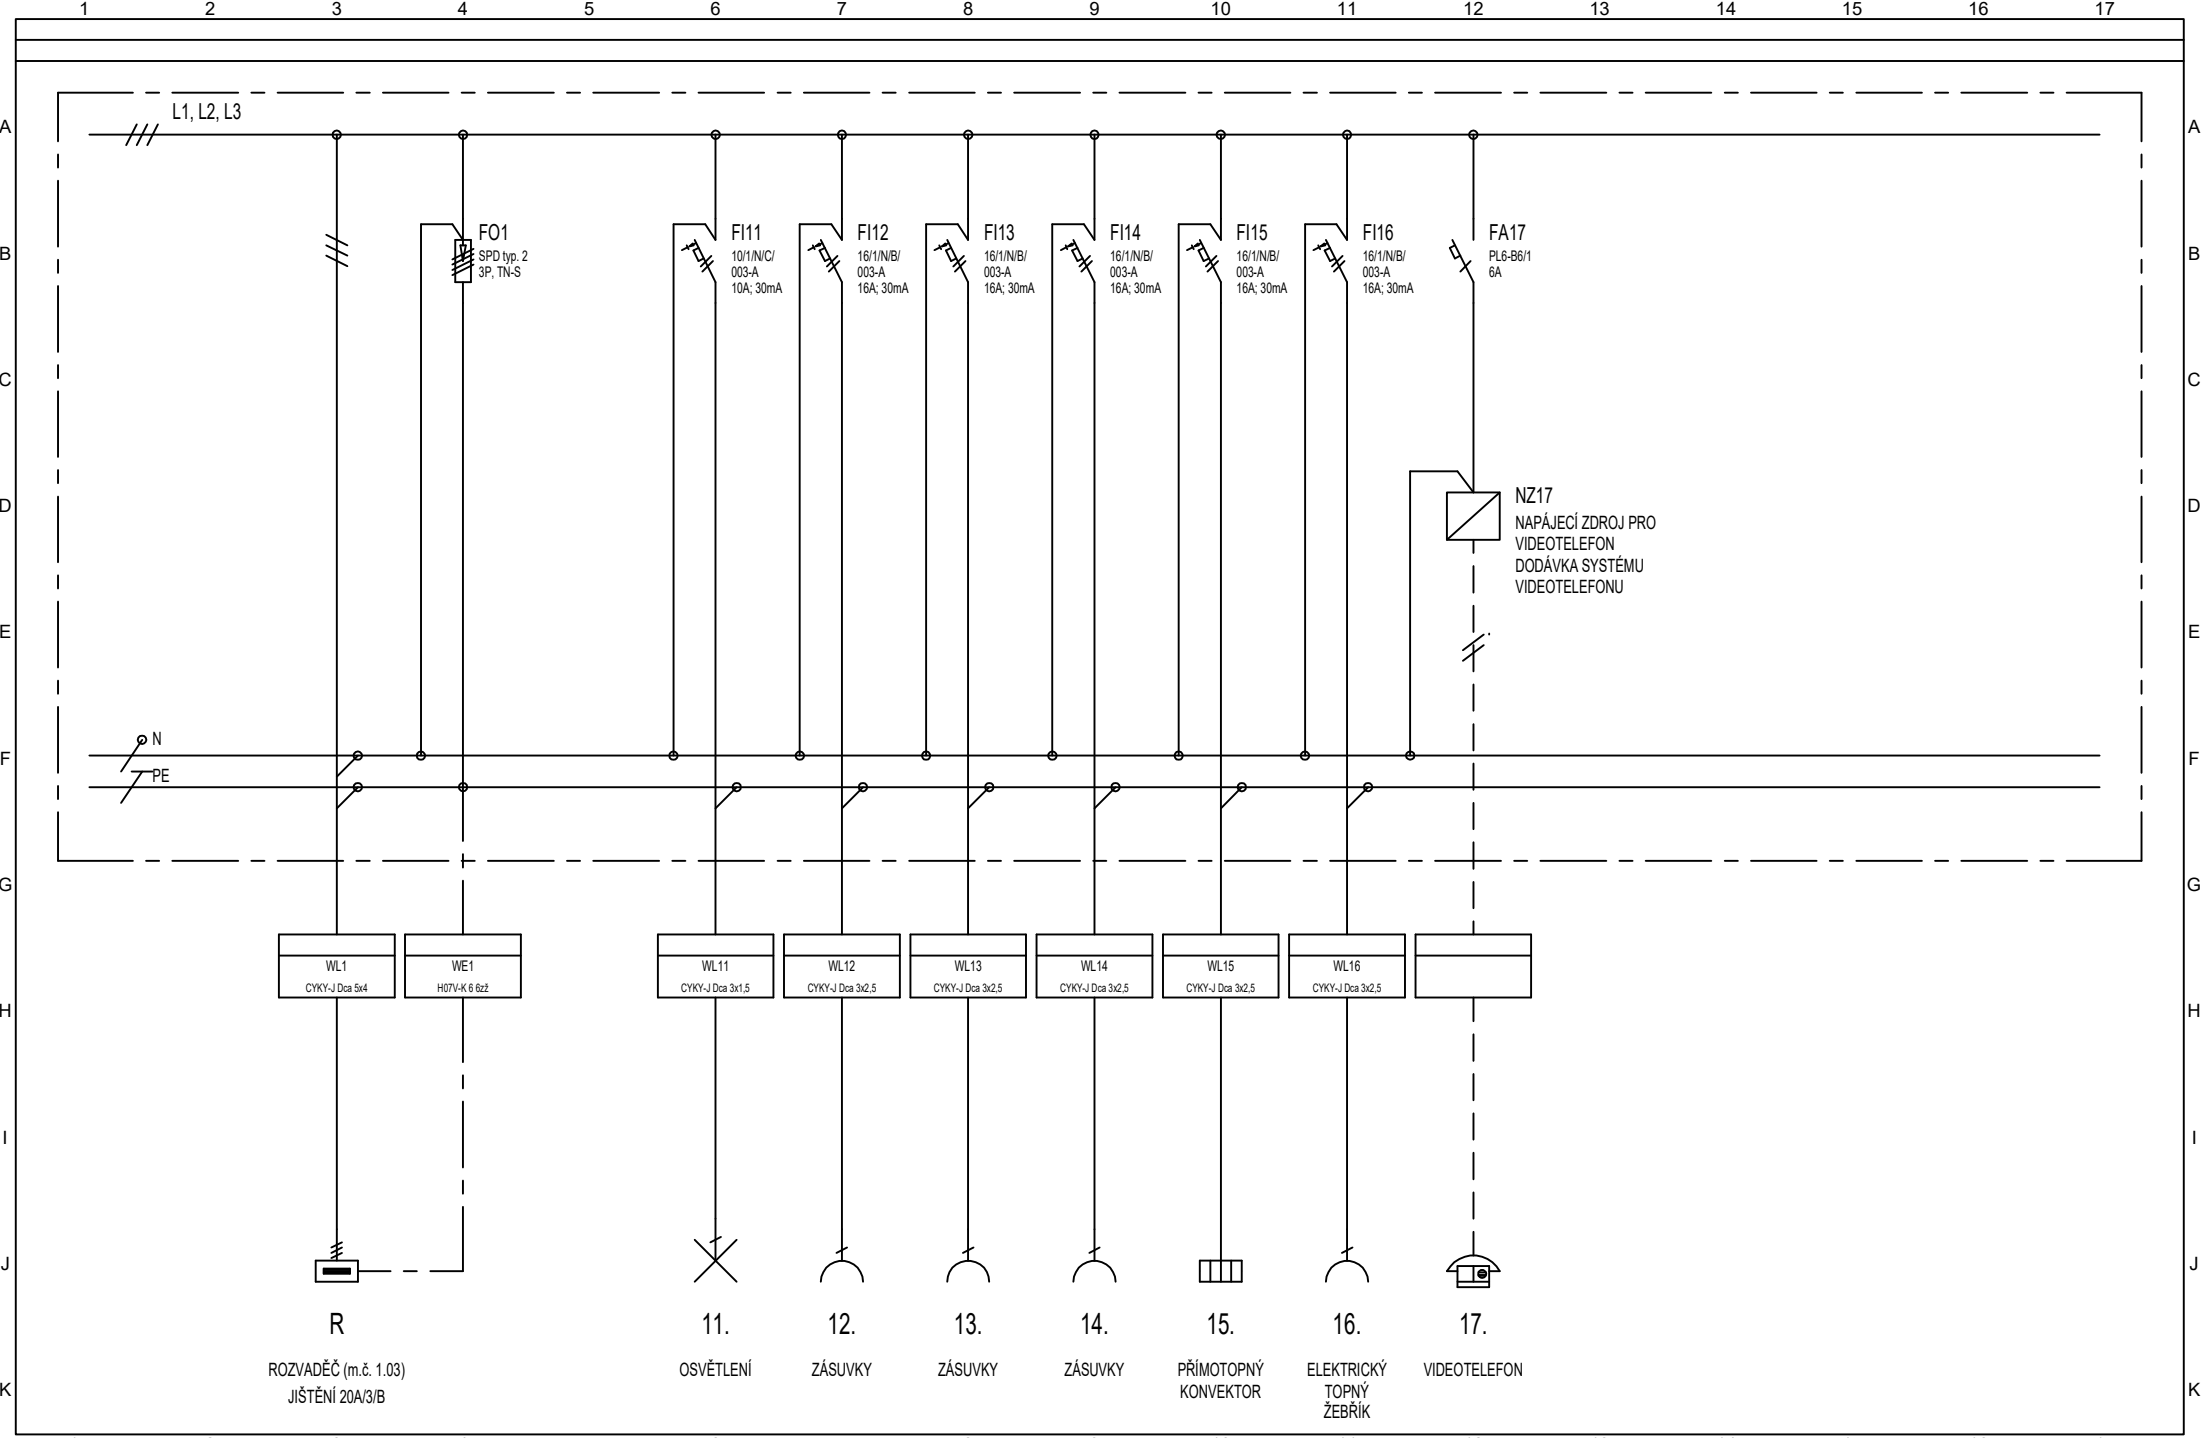 1 2 3 4 5 6 7 8 9 10 11 12 13 14 15 16 17
A
L1, L2, L3
A
B
FO1
SPD typ. 2
3P, TN-S
FI11
10/1/N/C/
003-A
10A; 30mA
FI12
16/1/N/B/
003-A
16A; 30mA
FI13
16/1/N/B/
003-A
16A; 30mA
FI14
16/1/N/B/
003-A
16A; 30mA
FI15
16/1/N/B/
003-A
16A; 30mA
FI16
16/1/N/B/
003-A
16A; 30mA
FA17
PL6-B6/1
6A
B
C
C
D
NZ17
NAPÁJECÍ ZDROJ PRO
VIDEOTELEFON
DODÁVKA SYSTÉMU
VIDEOTELEFONU
D
E
E
N
F
F
PE
G
G
WL1
CYKY-J Dca 5x4
WE1
H07V-K 6 6zž
WL11
CYKY-J Dca 3x1,5
WL12
CYKY-J Dca 3x2,5
WL13
CYKY-J Dca 3x2,5
WL14
CYKY-J Dca 3x2,5
WL15
CYKY-J Dca 3x2,5
WL16
CYKY-J Dca 3x2,5
H
H
I
I
J
J
R
ROZVADĚČ (m.č. 1.03)
JIŠTĚNÍ 20A/3/B
11.
OSVĚTLENÍ
12.
ZÁSUVKY
13.
ZÁSUVKY
14.
ZÁSUVKY
15.
PŘÍMOTOPNÝ
KONVEKTOR
16.
ELEKTRICKÝ
TOPNÝ
ŽEBŘÍK
17.
VIDEOTELEFON
K
K